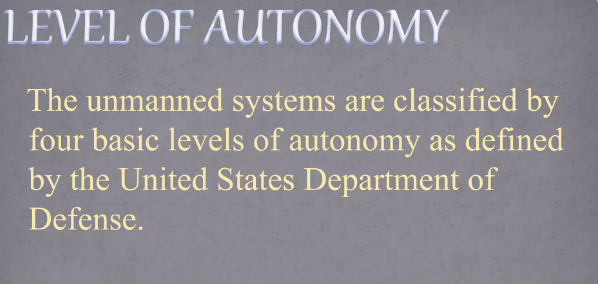 LEVEL OF AUTONOMY
The unmanned systems are classified by
four basic levels of autonomy as defined
by the United States Department of
Defense.